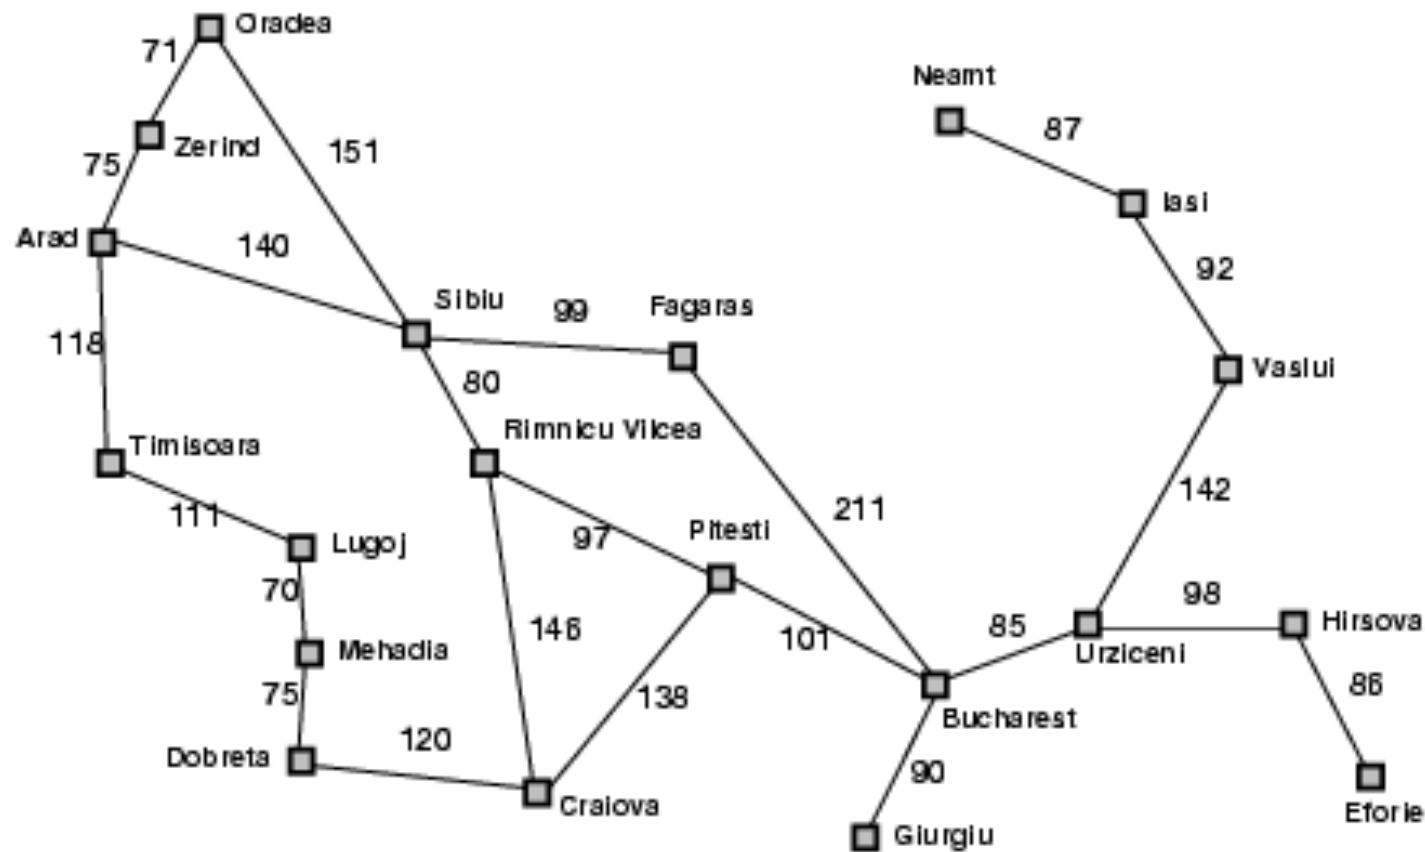 Oradea
71
Neamt
87
Zerind
151
75
Iasi
Arad
140
92
Sibiu
99
Fagaras
118
80
Vaslui
Rimnicu Vilcea
Timisoara
142
111
211
Pitesti
97
Lugoj
70
98
Hirsova
146
85
101
Mehadia
Urziceni
75
138
86
Bucharest
120
Dobreta
90
Craiova
Eforie
Giurgiu